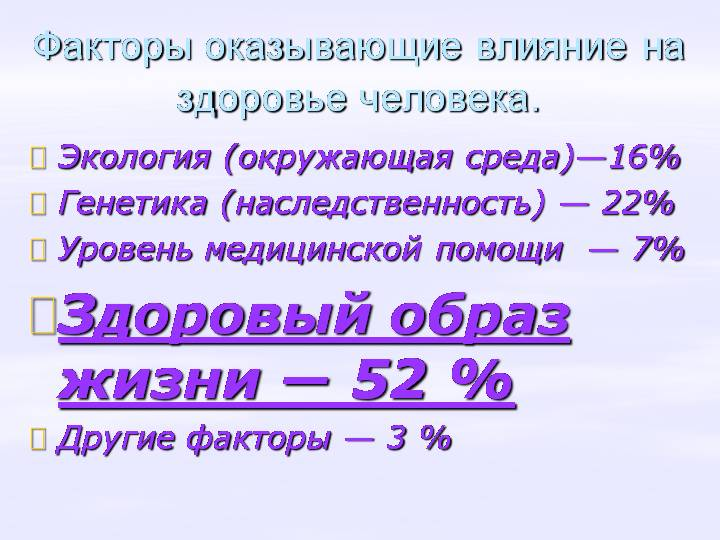 Факторы оказывающие влияние на
здоровье человека.
Экология (окружающая среда)—16%
Генетика (наследственность) — 22%
Уровень медицинской помощи — 7%
Здоровый образ
жизни — 52 %
Другие факторы — 3 %